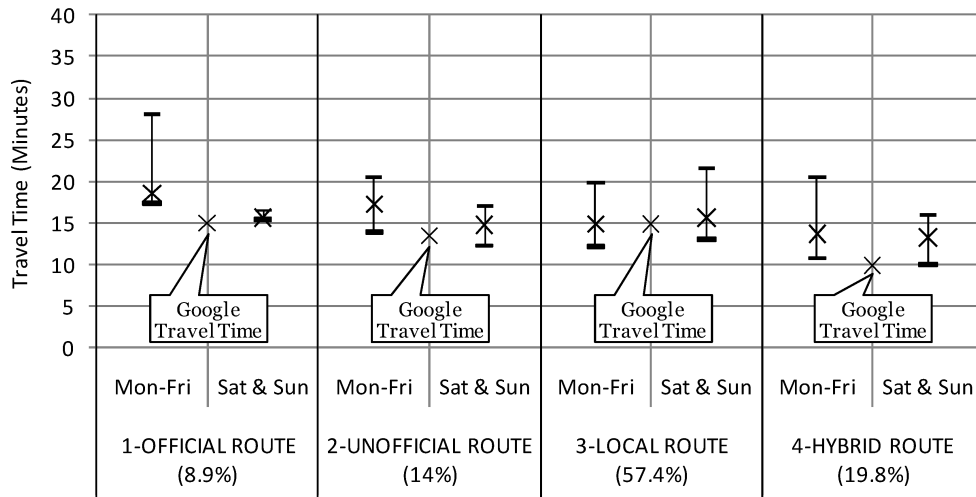 Travel Time (Minutes)
40
35
30
25
20
15
10
5
0
Google
Travel Time
Google
Travel Time
Google
Travel Time
Google
Travel Time
Mon-Fri Sat & Sun
Mon-Fri Sat & Sun
Mon-Fri Sat & Sun
Mon-Fri Sat & Sun
1-OFFICIAL ROUTE
(8.9%)
2-UNOFFICIAL ROUTE
(14%)
3-LOCAL ROUTE
(57.4%)
4-HYBRID ROUTE
(19.8%)